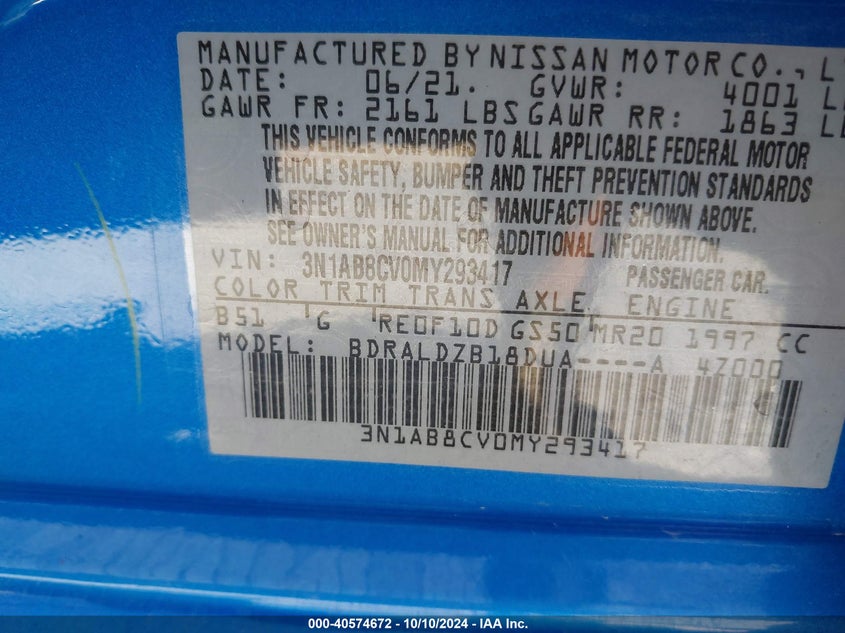 MANUFACTURED BY NISSAN MOTOR CO.,
DATE: 06/21. GVWR: 4001
GAWR FR: 2161 LBS GAWR RR: 1863
THIS VEHICLE CONFORMS TO ALL APPLICABLE FEDERAL MOTOR
VEHICLE SAFETY, BUMPER AND THEFT PREVENTION STANDARDS
IN EFFECT ON THE DATE OF MANUFACTURE SHOWN ABOVE.
SEE OWNER'S MANUAL FOR ADDITIONAL INFORMATION.
VIN: 3N1AB8CV0MY293417 PASSENGER CAR.
COLOR TRIM TRANS AXLE ENGINE
B51 G RE0F10D GS50 MR20 1997 CC
MODEL: BDRALDZB18DUA----A 47000
3N1AB8CV0MY293417
000-40574672 - 10/10/2024 - IAA Inc.